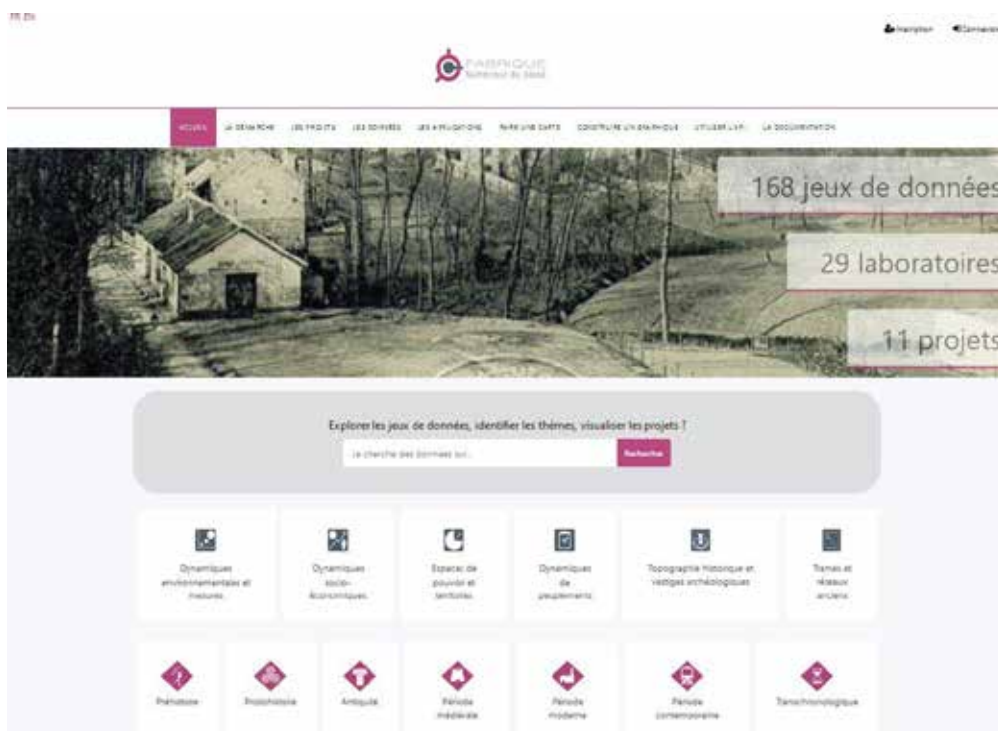 FR EN
Inscription
FABRIQUE
Numérique du passé
ACCUEIL LA DÉMARCHE LES PROJETS LES DONNÉES LES APPLICATIONS FAIRE UNE CARTE CONSTRUIRE UN GRAPHIQUE UTILISER L'API LA DOCUMENTATION
168 jeux de données
29 laboratoires
11 projets
Explorer les jeux de données, identifier les thèmes, visualiser les projets ?
Je cherche des données sur...
Rechercher
Dynamiques
environnementales et
Dynamiques
socio-
économiques
Espaces de
pouvoir et
territoires
Dynamiques
de
peuplements
Topographie historique et
vestiges archéologiques
Trames et
réseaux
anciens
Préhistoire
Protohistoire
Antiquité
Période
médiévale
Période
moderne
Période
contemporaine
Transchronologique